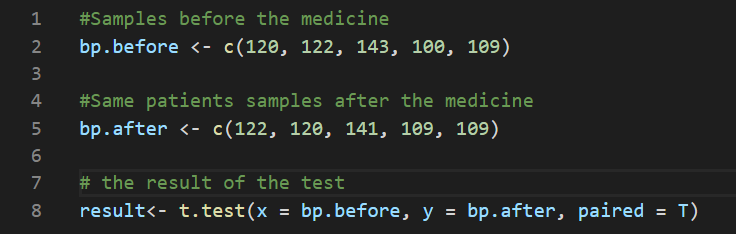 1 #Samples before the medicine
2 bp.before <- c(120, 122, 143, 100, 109)
3
4 #Same patients samples after the medicine
5 bp.after <- c(122, 120, 141, 109, 109)
6
7 # the result of the test
8 result<- t.test(x = bp.before, y = bp.after, paired = T)